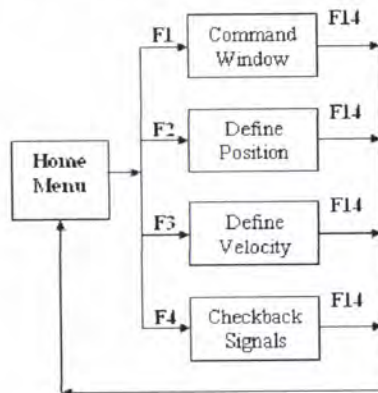 F1
Command
Window
F14
F2
Define
Position
F14
Home
Menu
F3
Define
Velocity
F14
F4
Checkback
Signals
F14